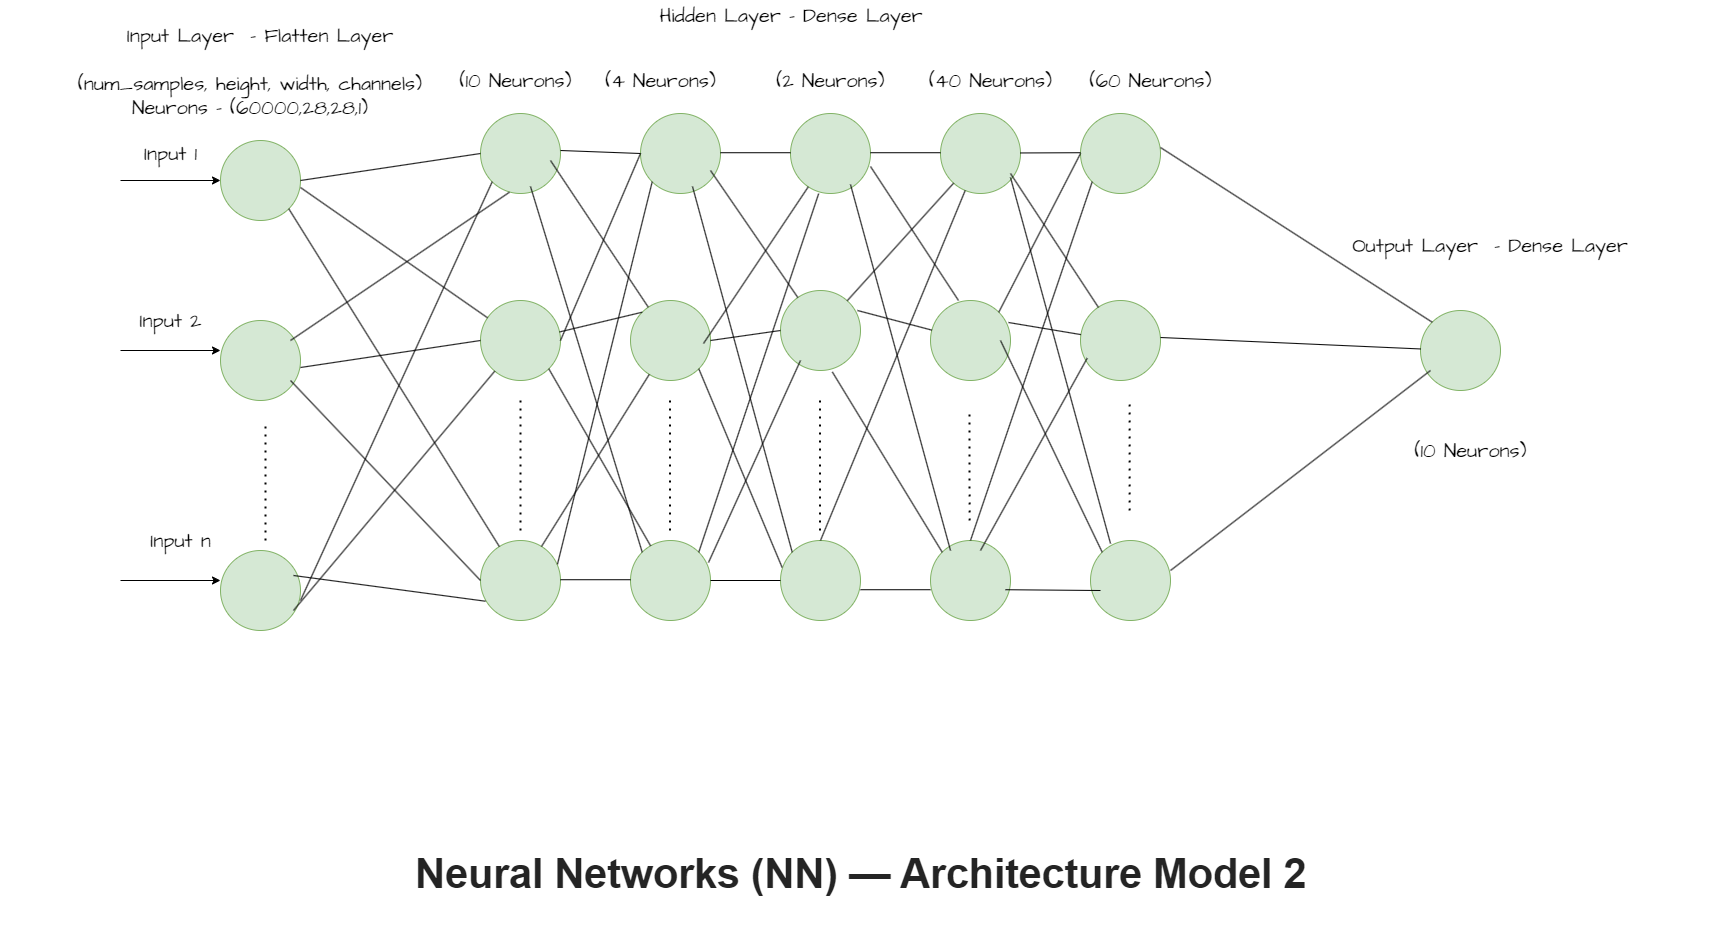 Hidden Layer - Dense Layer
Input Layer - Flatten Layer
(num_samples, height, width, channels)
Neurons - (60000,28,28,1)
(10 Neurons)
(4 Neurons)
(2 Neurons)
(40 Neurons)
(60 Neurons)
Input 1
Output Layer - Dense Layer
Input 2
(10 Neurons)
Input n
Neural Networks (NN) — Architecture Model 2